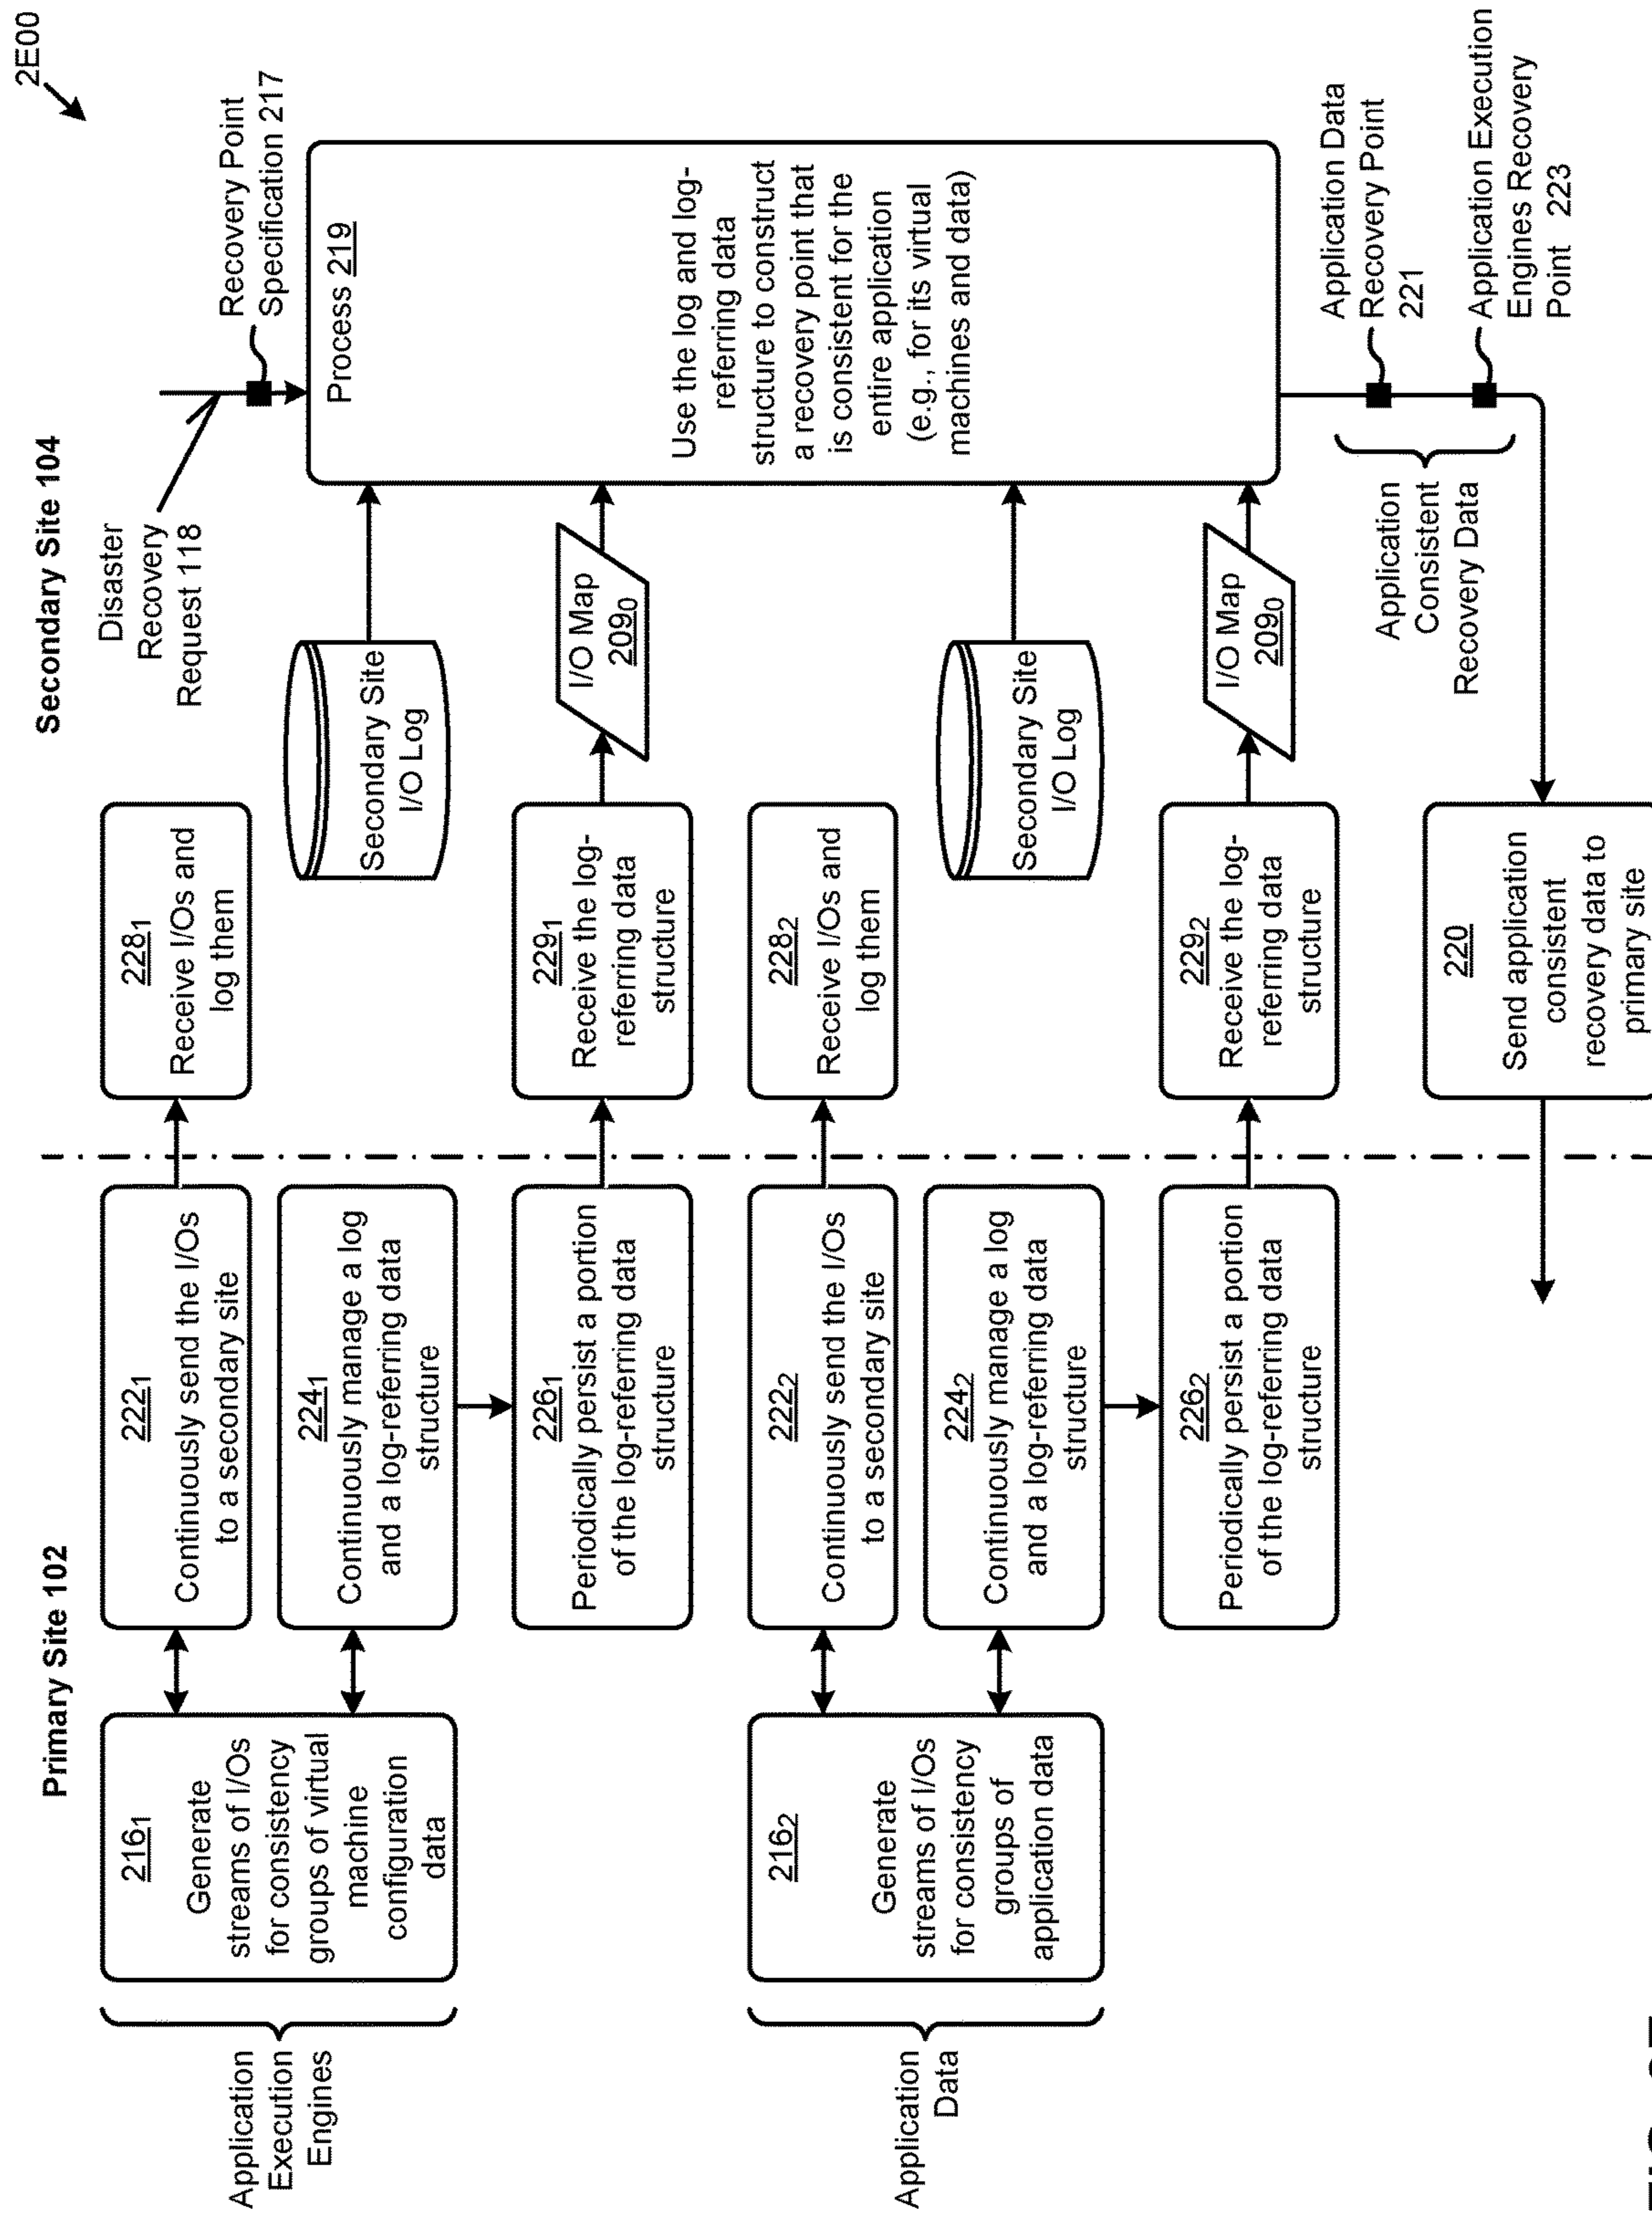 2E00
Primary Site 102
Secondary Site 104
Application
Execution
Engines
216₁
Generate
streams of I/Os
for consistency
groups of virtual
machine
configuration
data
222₁
Continuously send the I/Os
to a secondary site
224₁
Continuously manage a log
and a log-referring data
structure
226₁
Periodically persist a portion
of the log-referring data
structure
228₁
Receive I/Os and
log them
Secondary Site
I/O Log
229₁
Receive the log-
referring data
structure
I/O Map
209₀
Disaster
Recovery
Request 118
Recovery Point
Specification 217
Process 219
Use the log and log-
referring data
structure to construct
a recovery point that
is consistent for the
entire application
(e.g., for its virtual
machines and data)
Application
Data
216₂
Generate
streams of I/Os
for consistency
groups of
application data
222₂
Continuously send the I/Os
to a secondary site
224₂
Continuously manage a log
and a log-referring data
structure
226₂
Periodically persist a portion
of the log-referring data
structure
228₂
Receive I/Os and
log them
Secondary Site
I/O Log
229₂
Receive the log-
referring data
structure
I/O Map
209₀
Application
Consistent
Recovery Data
Application Data
Recovery Point
221
Application Execution
Engines Recovery
Point 223
220
Send application
consistent
recovery data to
primary site